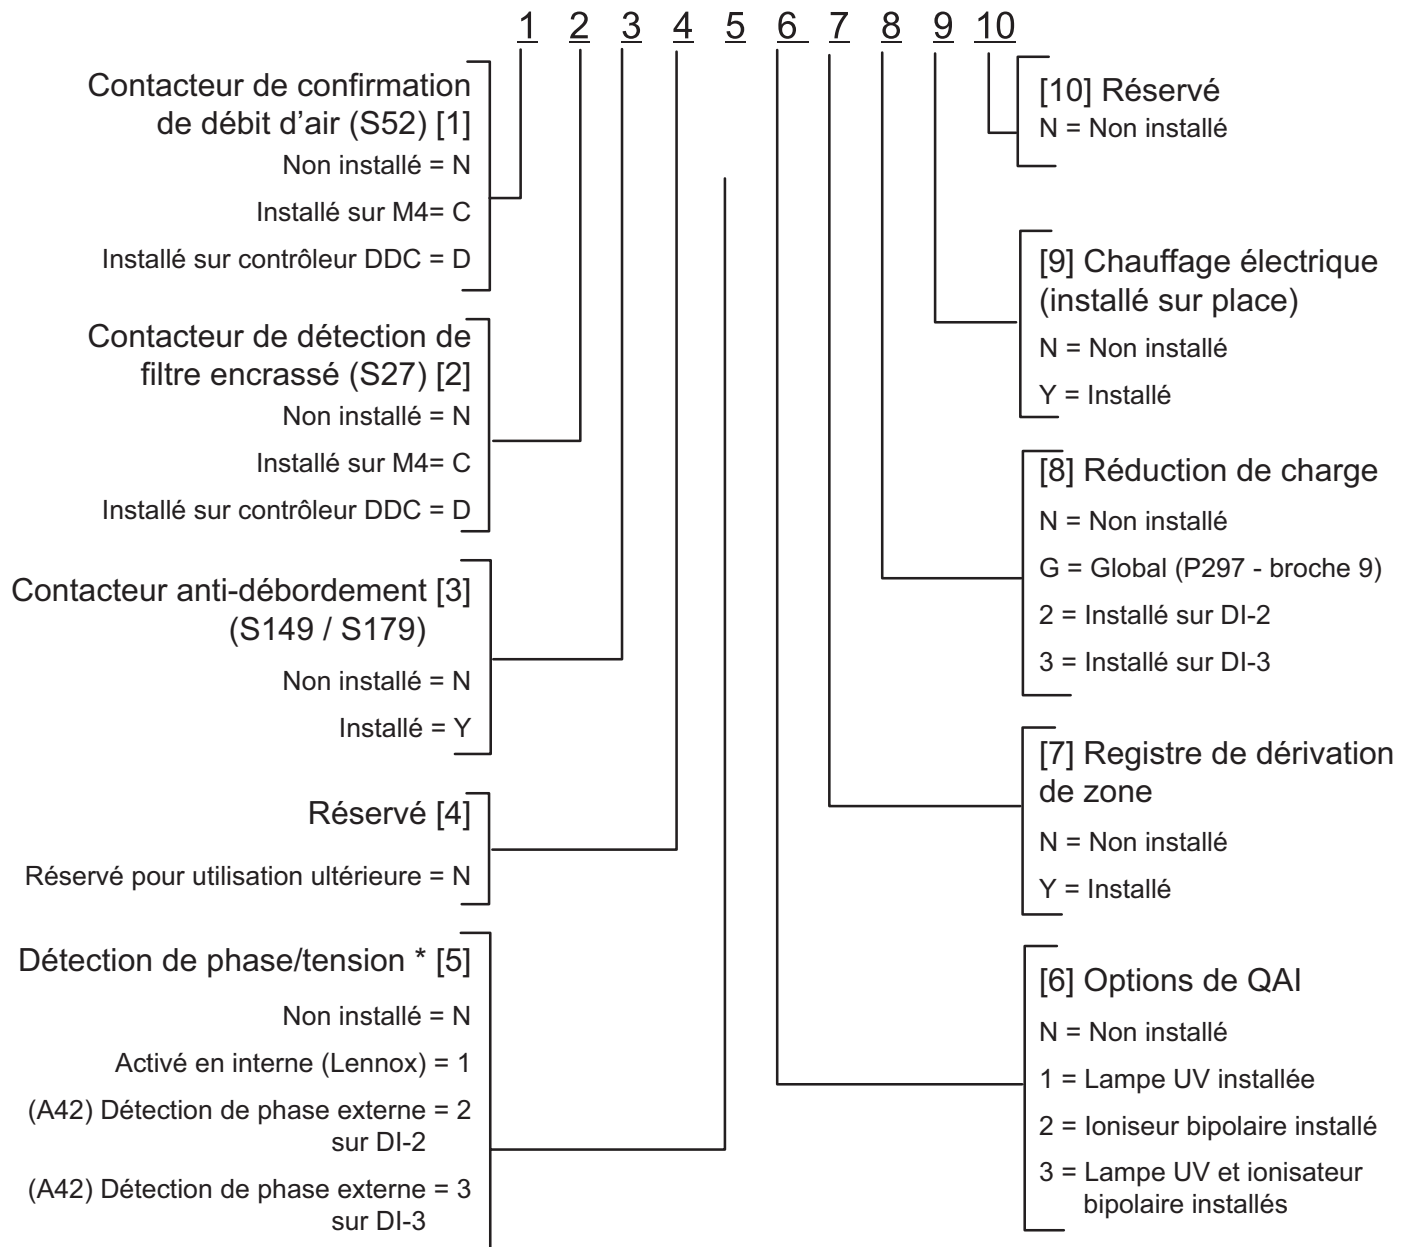 1 2 3 4 5 6 7 8 9 10
Contacteur de confirmation
de débit d'air (S52) [1]
Non installé = N
Installé sur M4= C
Installé sur contrôleur DDC = D
Contacteur de détection de
filtre encrassé (S27) [2]
Non installé = N
Installé sur M4= C
Installé sur contrôleur DDC = D
Contacteur anti-débordement [3]
(S149 / S179)
Non installé = N
Installé = Y
Réservé [4]
Réservé pour utilisation ultérieure = N
Détection de phase/tension * [5]
Non installé = N
Activé en interne (Lennox) = 1
(A42) Détection de phase externe = 2
sur DI-2
(A42) Détection de phase externe = 3
sur DI-3
[10] Réservé
N = Non installé
[9] Chauffage électrique
(installé sur place)
N = Non installé
Y = Installé
[8] Réduction de charge
N = Non installé
G = Global (P297 - broche 9)
2 = Installé sur DI-2
3 = Installé sur DI-3
[7] Registre de dérivation
de zone
N = Non installé
Y = Installé
[6] Options de QAI
N = Non installé
1 = Lampe UV installée
2 = Ioniseur bipolaire installé
3 = Lampe UV et ionisateur
bipolaire installés